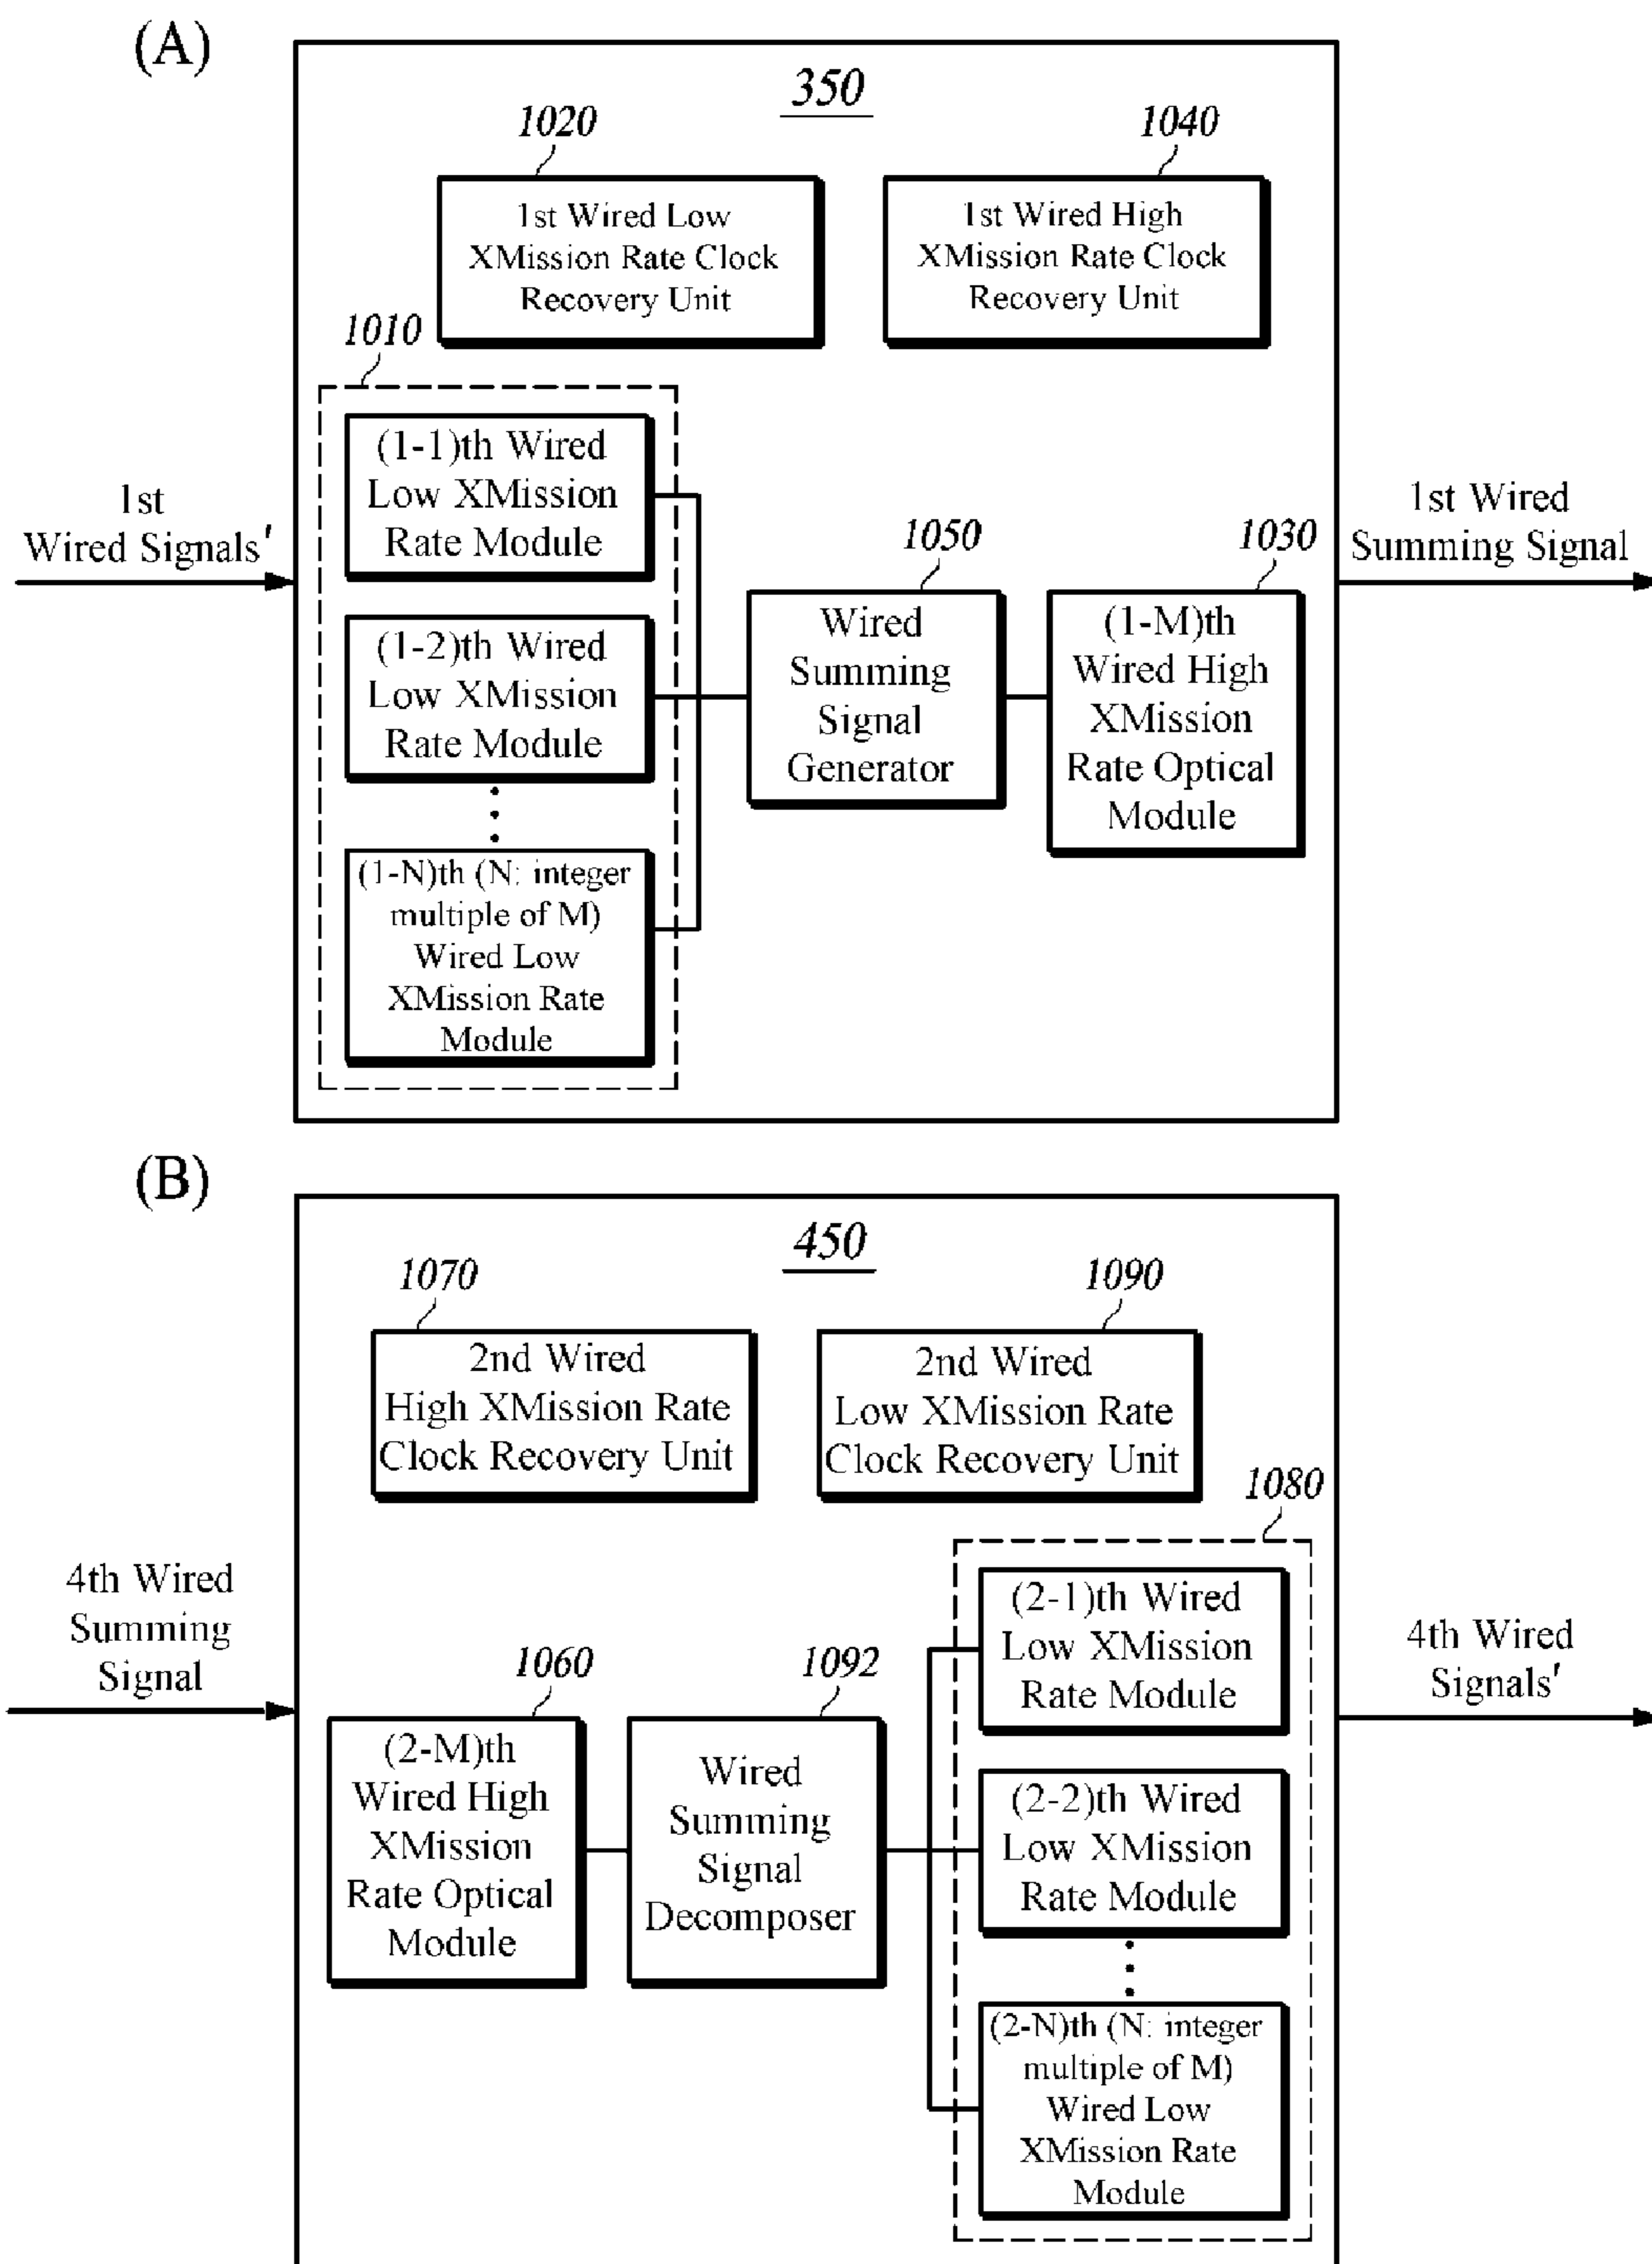 (A)
350
1020
1040
1st Wired Low
XMission Rate Clock
Recovery Unit
1st Wired High
XMission Rate Clock
Recovery Unit
1010
(1-1)th Wired
Low XMission
Rate Module
1st
Wired Signals'
1st Wired
Summing Signal
1050
1030
(1-2)th Wired
Low XMission
Rate Module
Wired
Summing
Signal
Generator
(1-M)th
Wired High
XMission
Rate Optical
Module
(1-N)th (N: integer
multiple of M)
Wired Low
XMission Rate
Module
(B)
450
1070
1090
2nd Wired
High XMission Rate
Clock Recovery Unit
2nd Wired
Low XMission Rate
Clock Recovery Unit
1080
4th Wired
Summing
Signal
(2-1)th Wired
Low XMission
Rate Module
4th Wired
Signals'
1060
1092
(2-M)th
Wired High
XMission
Rate Optical
Module
Wired
Summing
Signal
Decomposer
(2-2)th Wired
Low XMission
Rate Module
(2-N)th (N: integer
multiple of M)
Wired Low
XMission Rate
Module